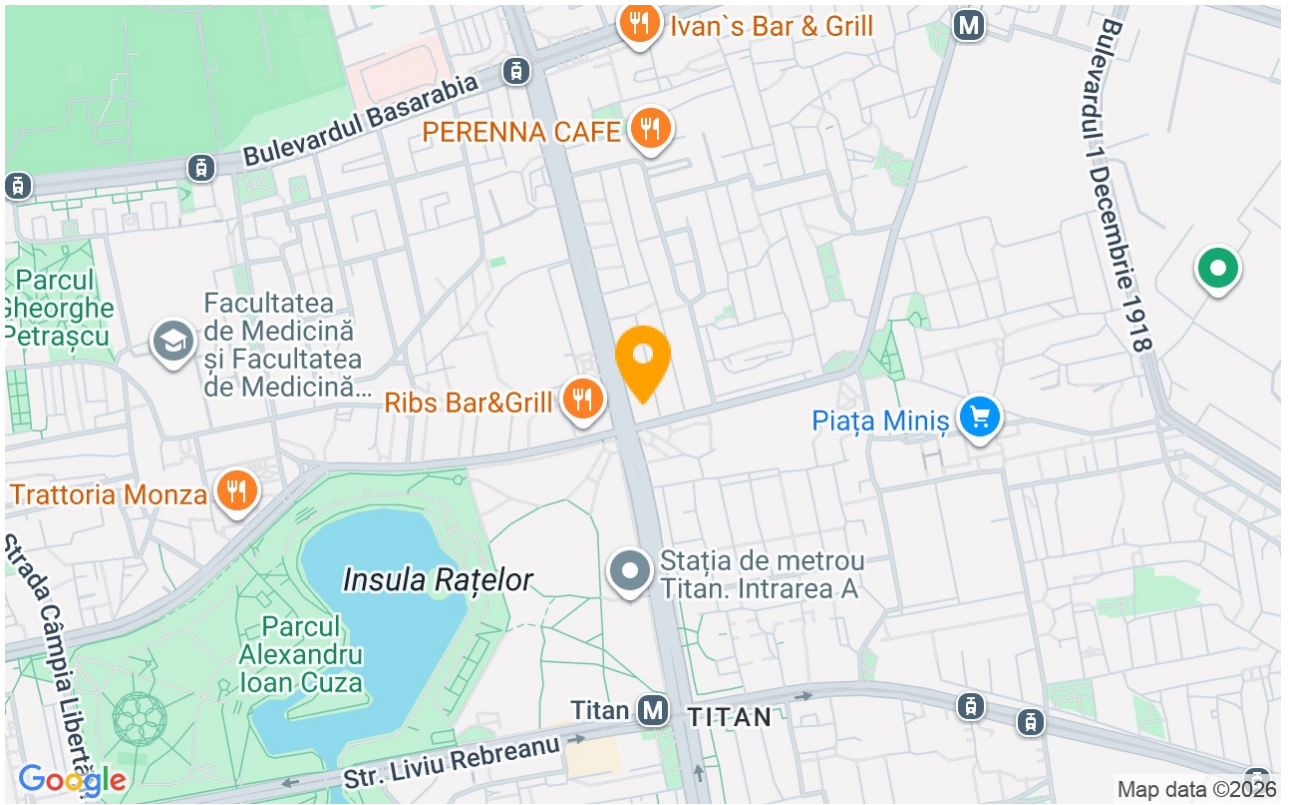 Ivan`s Bar & Grill
M
Bulevardul Basarabia
PERENNA CAFE
Bulevardul 1 Decembrie 1918
Parcul
Gheorghe
Petrașcu
Facultatea
de Medicină
și Facultatea
de Medicină...
Ribs Bar&Grill
Piața Miniș
Trattoria Monza
Strada Câmpia Libertă
Insula Rațelor
Stația de metrou
Titan. Intrarea A
Parcul
Alexandru
Ioan Cuza
Titan M
TITAN
Str. Liviu Rebreanu
Google
Map data ©2026